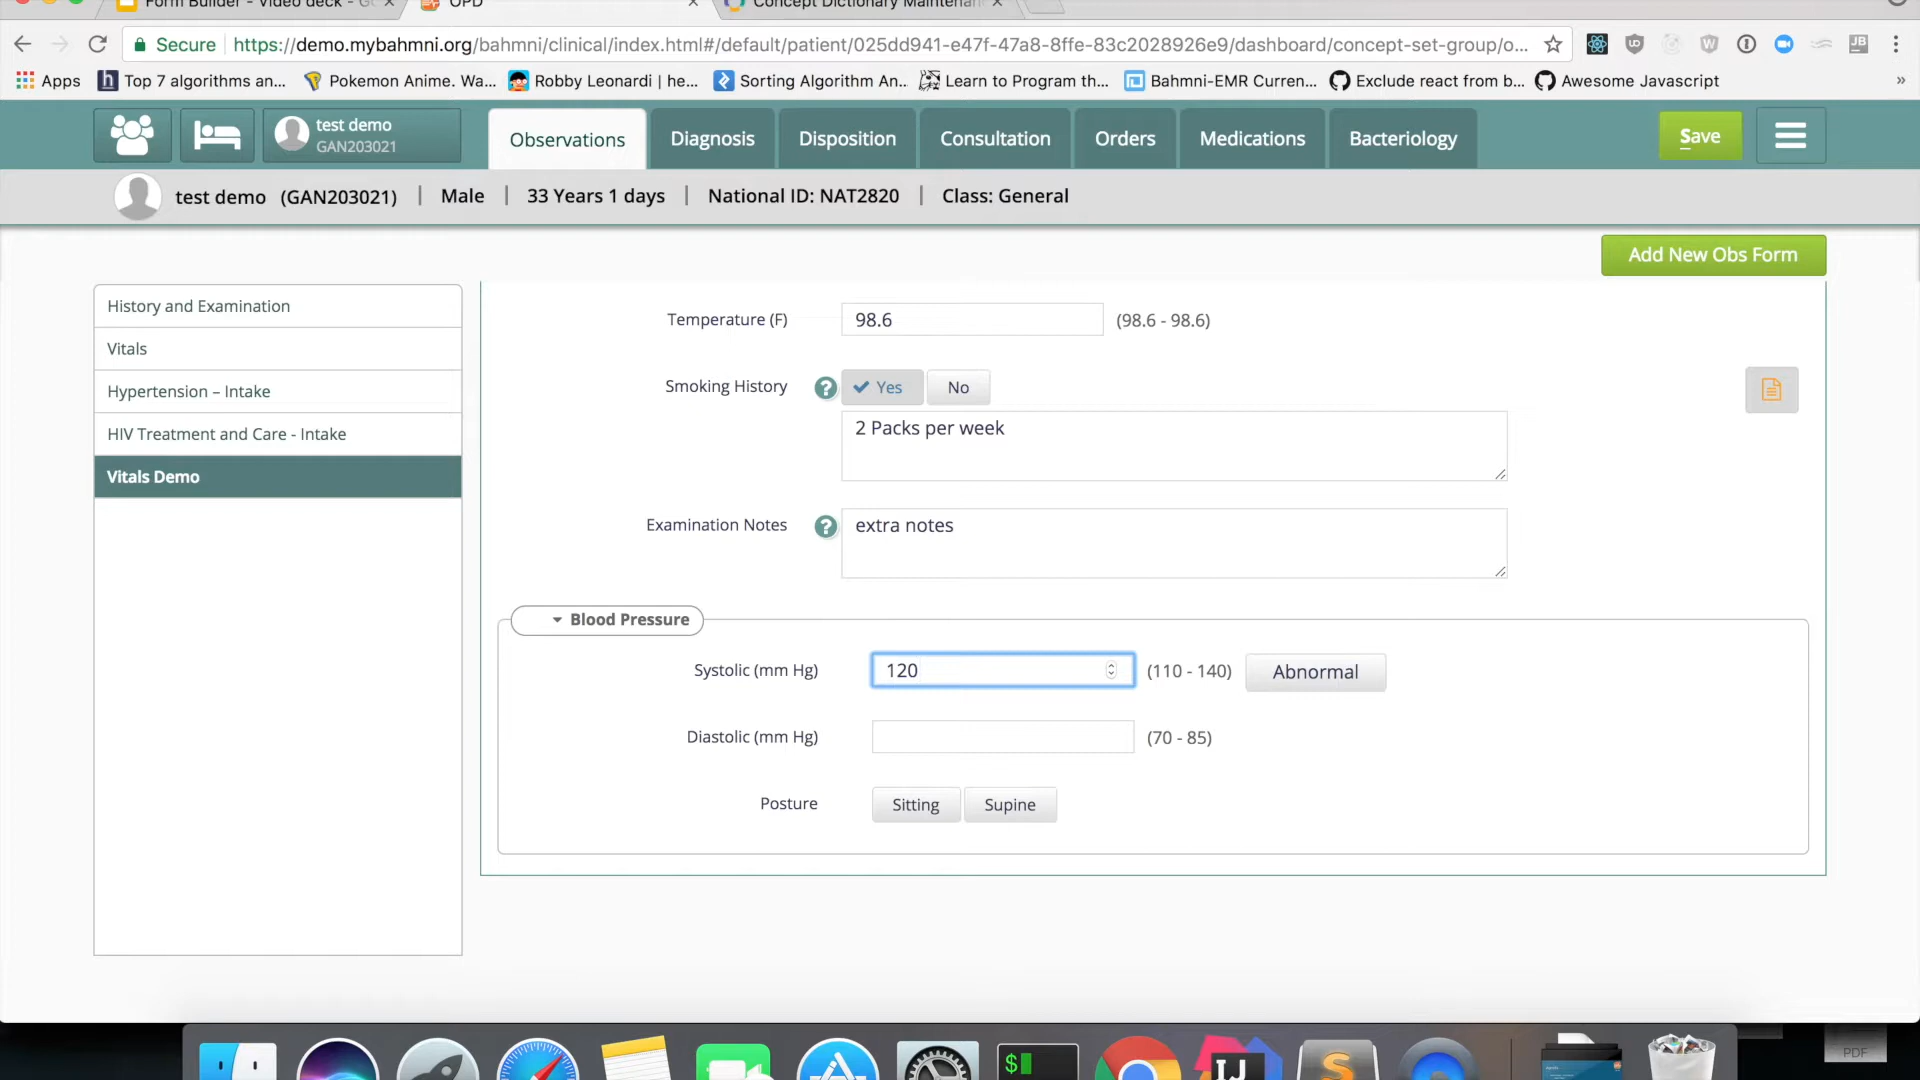 Form Builder - Video deck - G
OPD
Concept Dictionary Maintenan
Secure https://demo.mybahmni.org/bahmni/clinical/index.html#/default/patient/025dd941-e47f-47a8-8ffe-83c2028926e9/dashboard/concept-set-group/o...
Apps Top 7 algorithms an... Pokemon Anime. Wa... Robby Leonardi | he... Sorting Algorithm An... Learn to Program th... Bahmni-EMR Curren... Exclude react from b... Awesome Javascript »
test demo
GAN203021
Observations Diagnosis Disposition Consultation Orders Medications Bacteriology Save
test demo (GAN203021) | Male | 33 Years 1 days | National ID: NAT2820 | Class: General
Add New Obs Form
History and Examination
Vitals
Hypertension – Intake
HIV Treatment and Care - Intake
Vitals Demo
Temperature (F) 98.6 (98.6 - 98.6)
Smoking History ? Yes No
2 Packs per week
Examination Notes ? extra notes
Blood Pressure
Systolic (mm Hg) 120 (110 - 140) Abnormal
Diastolic (mm Hg) (70 - 85)
Posture Sitting Supine
PDF